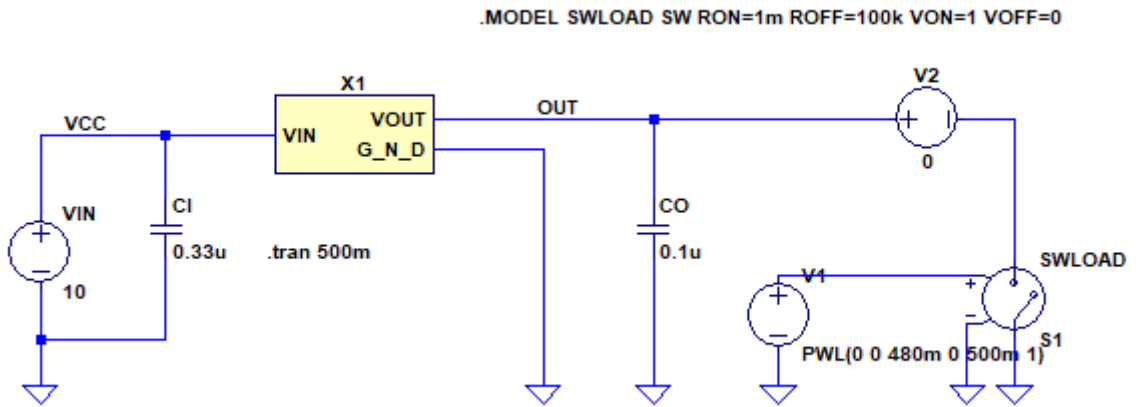 .MODEL SWLOAD SW RON=1m ROFF=100k VON=1 VOFF=0
X1
V2
VCC
VIN
VOUT
G_N_D
OUT
+
0
VIN
+
10
CI
0.33u
.tran 500m
CO
0.1u
V1
+
PWL(0 0 480m 0 500m 1)
SWLOAD
+
S1